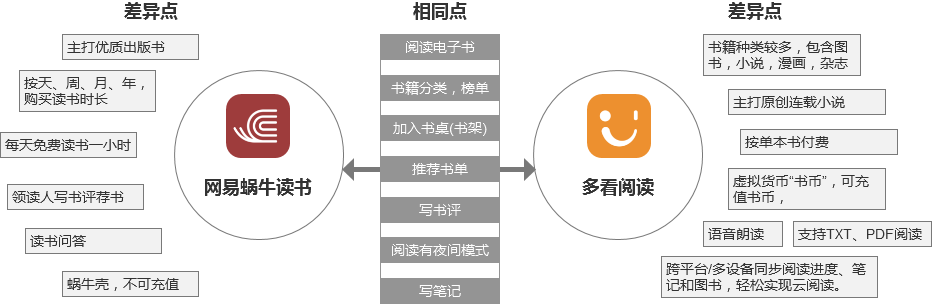 差异点
主打优质出版书
按天、周、月、年，
购买读书时长
每天免费读书一小时
领读人写书评荐书
读书问答
蜗牛壳，不可充值
网易蜗牛读书
相同点
阅读电子书
书籍分类，榜单
加入书桌(书架)
推荐书单
写书评
阅读有夜间模式
写笔记
多看阅读
差异点
书籍种类较多，包含图
书，小说，漫画，杂志
主打原创连载小说
按单本书付费
虚拟货币“书币”，可充
值书币，
语音朗读
支持TXT、PDF阅读
跨平台/多设备同步阅读进度、笔
记和图书，轻松实现云阅读。